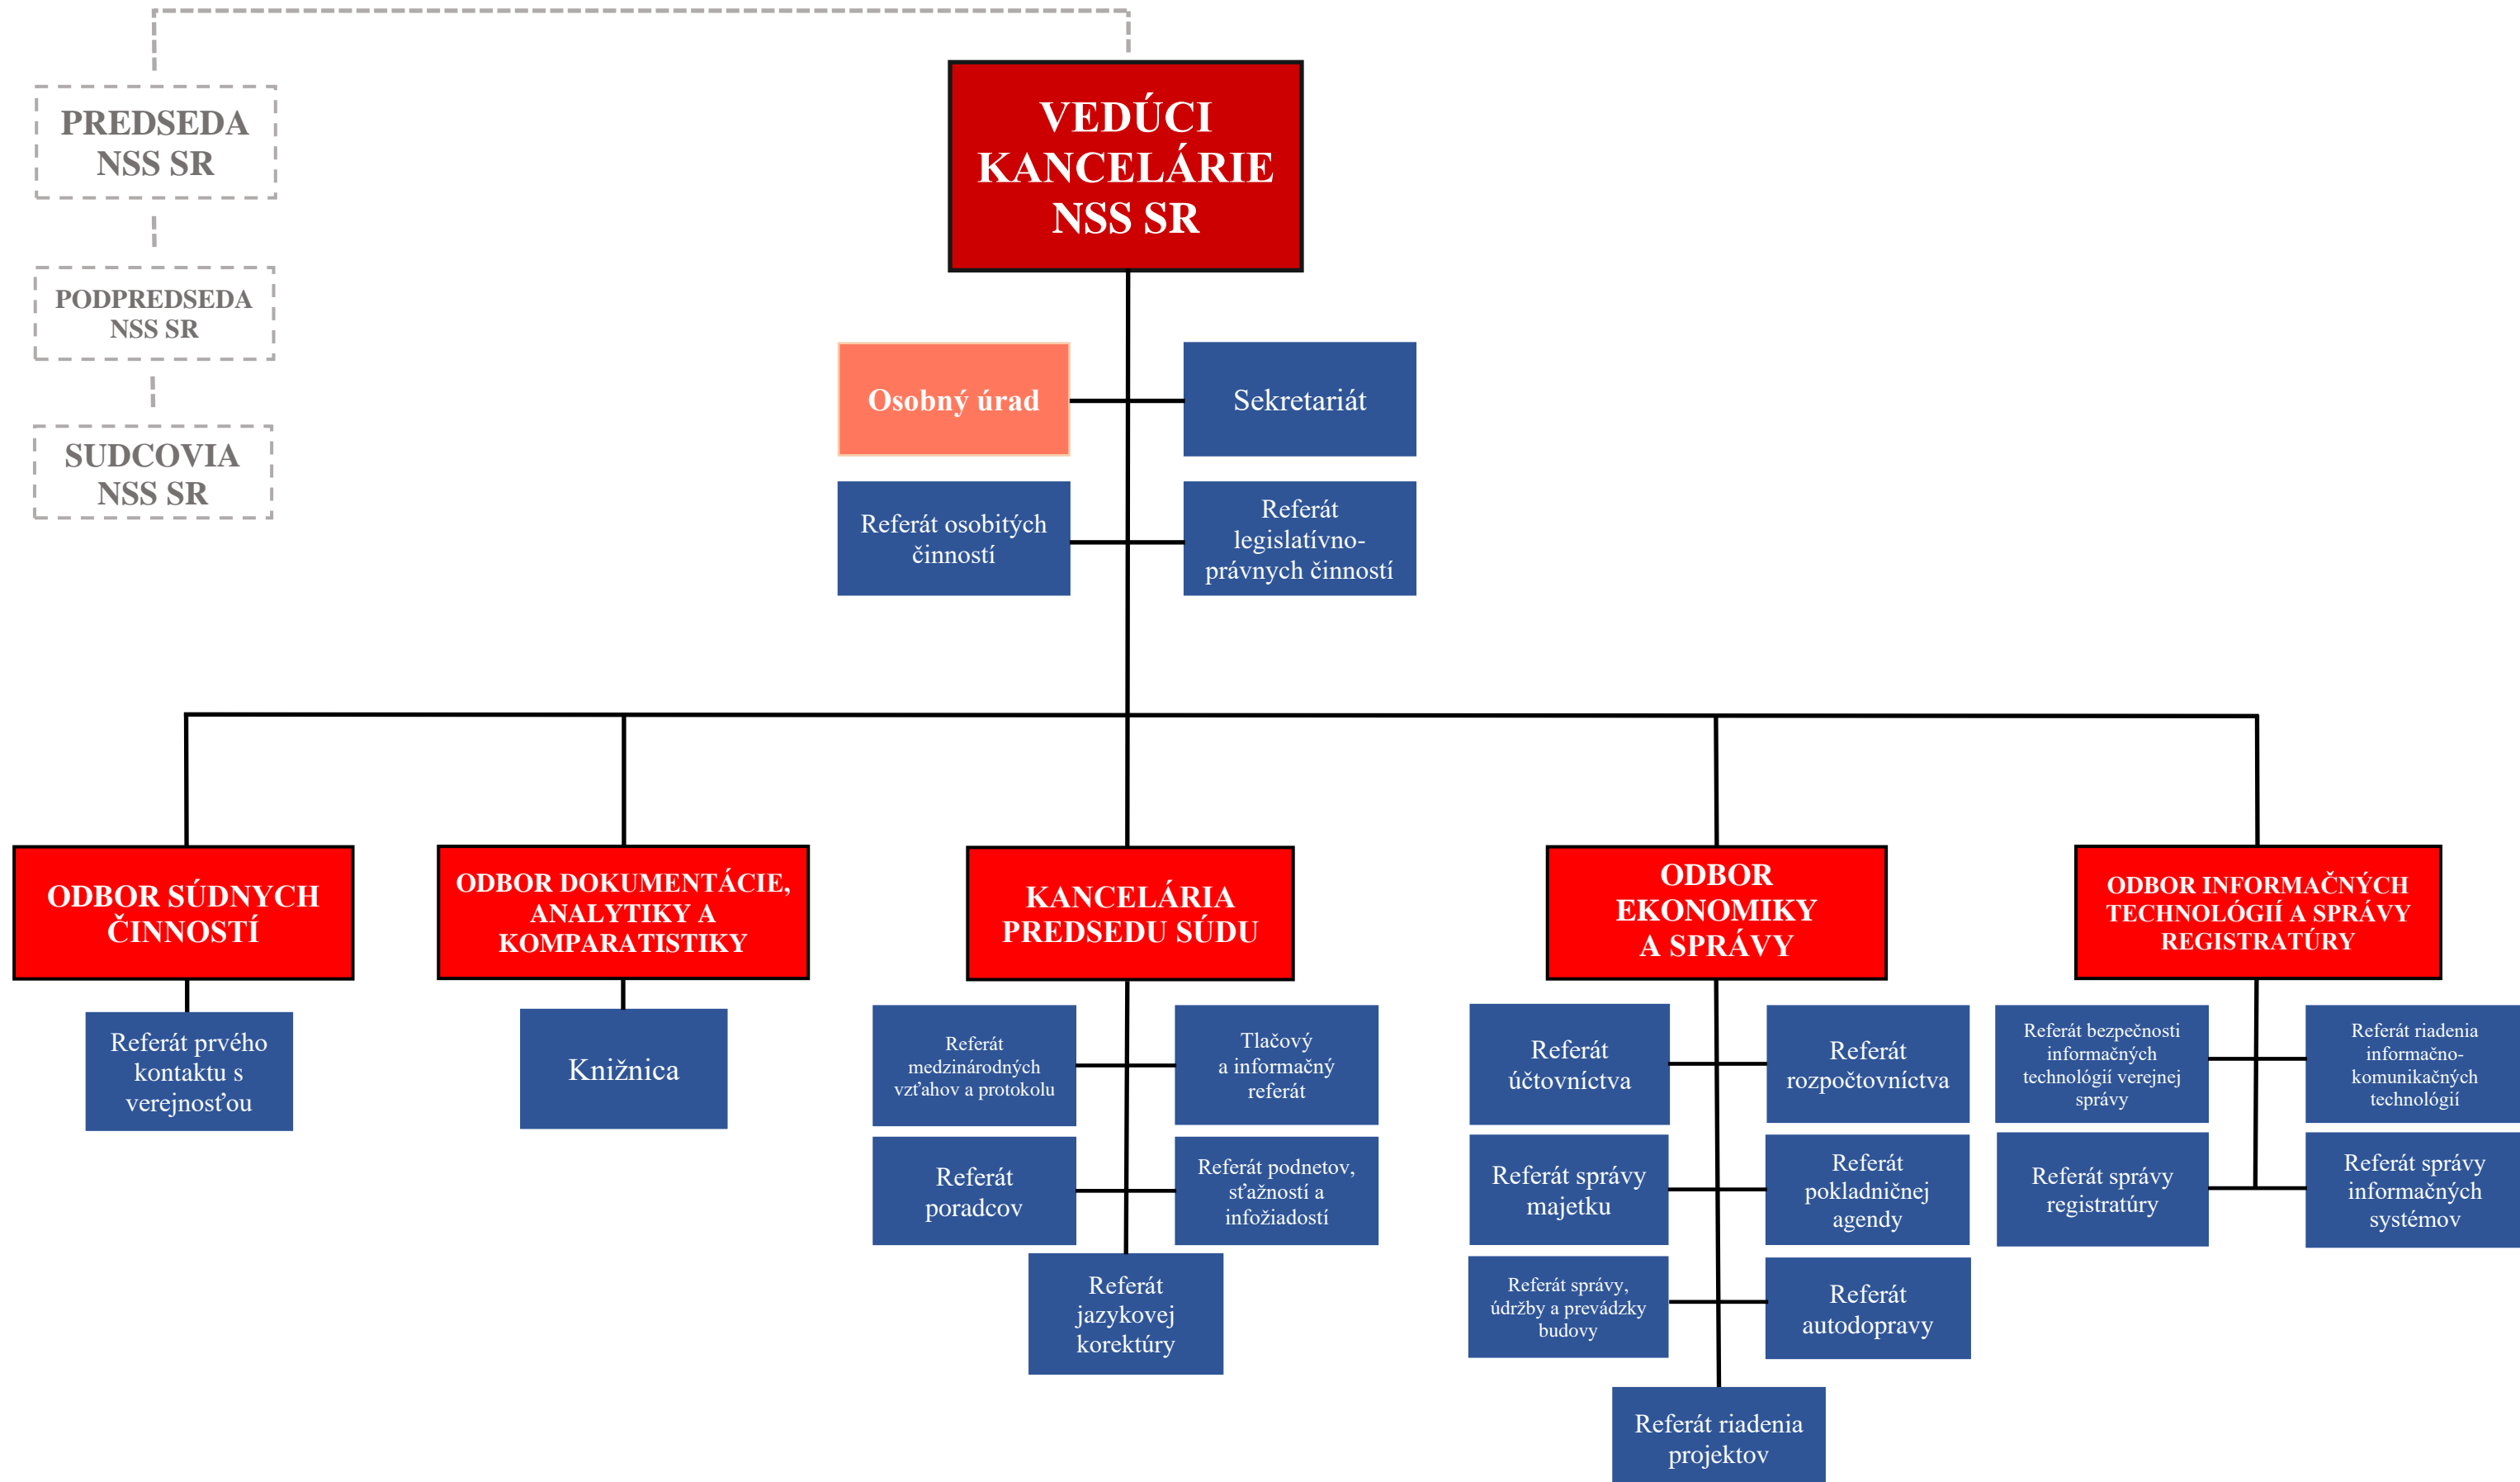 PREDSEDA
NSS SR
PODPREDSEDA
NSS SR
SUDCOVIA
NSS SR
VEDÚCI
KANCELÁRIE
NSS SR
Osobný úrad
Sekretariát
Referát osobitých
činností
Referát
legislatívno-
právnych činností
ODBOR SÚDNYCH
ČINNOSTÍ
Referát prvého
kontaktu s
verejnosťou
ODBOR DOKUMENTÁCIE,
ANALYTIKY A
KOMPARATISTIKY
Knižnica
KANCELÁRIA
PREDSEDU SÚDU
Referát
medzinárodných
vzťahov a protokolu
Tlačový
a informačný
referát
Referát
poradcov
Referát podnetov,
sťažností a
infožiadostí
Referát
jazykovej
korektúry
ODBOR
EKONOMIKY
A SPRÁVY
Referát
účtovníctva
Referát
rozpočtovníctva
Referát správy
majetku
Referát
pokladničnej
agendy
Referát správy,
údržby a prevádzky
budovy
Referát
autodopravy
Referát riadenia
projektov
ODBOR INFORMAČNÝCH
TECHNOLÓGIÍ A SPRÁVY
REGISTRATÚRY
Referát bezpečnosti
informačných
technológií verejnej
správy
Referát riadenia
informačno-
komunikačných
technológií
Referát správy
registratúry
Referát správy
informačných
systémov